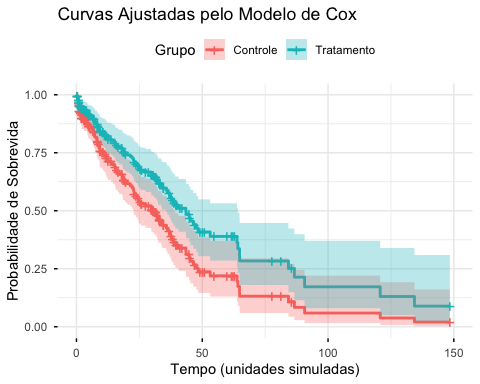 Curvas Ajustadas pelo Modelo de Cox
Grupo Controle Tratamento
1.00
0.75
0.50
0.25
0.00
Probabilidade de Sobrevida
0 50 100 150
Tempo (unidades simuladas)